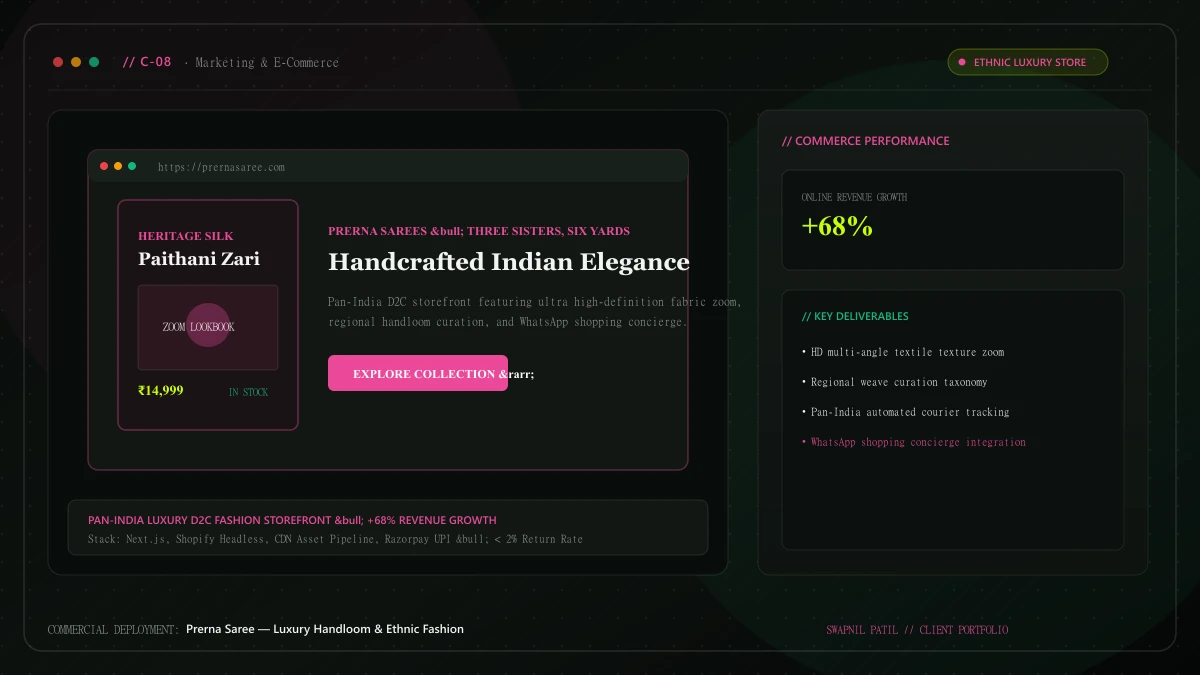 // C-08 · Marketing & E-Commerce
ETHNIC LUXURY STORE
https://prernasaree.com
HERITAGE SILK
Paithani Zari
ZOOM LOOKBOOK
₹14,999
IN STOCK
PRERNA SAREES &bull; THREE SISTERS, SIX YARDS
Handcrafted Indian Elegance
Pan-India D2C storefront featuring ultra high-definition fabric zoom,
regional handloom curation, and WhatsApp shopping concierge.
EXPLORE COLLECTION &rarr;
PAN-INDIA LUXURY D2C FASHION STOREFRONT &bull; +68% REVENUE GROWTH
Stack: Next.js, Shopify Headless, CDN Asset Pipeline, Razorpay UPI &bull; < 2% Return Rate
// COMMERCE PERFORMANCE
ONLINE REVENUE GROWTH
+68%
// KEY DELIVERABLES
• HD multi-angle textile texture zoom
• Regional weave curation taxonomy
• Pan-India automated courier tracking
• WhatsApp shopping concierge integration
COMMERCIAL DEPLOYMENT: Prerna Saree — Luxury Handloom & Ethnic Fashion
SWAPNIL PATIL // CLIENT PORTFOLIO